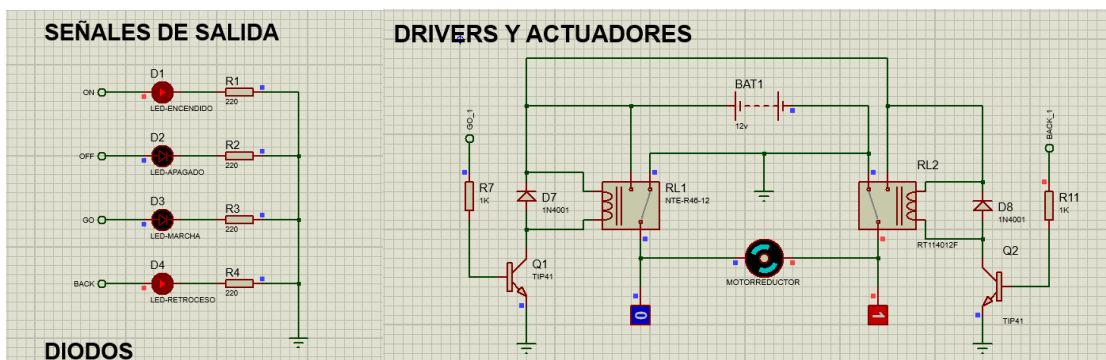 SEÑALES DE SALIDA
ON
D1
LED-ENCENDIDO
R1
220
OFF
D2
LED-APAGADO
R2
220
GO
D3
LED-MARCHA
R3
220
BACK
D4
LED-RETROCESO
R4
220
DIODOS
DRIVERS Y ACTUADORES
BAT1
12v
GO_1
BACK_1
R7
1K
D7
1N4001
RL1
NTE-R46-12
RL2
RT114012F
D8
1N4001
R11
1K
Q1
TIP41
MOTORREDUCTOR
Q2
TIP41
0
1